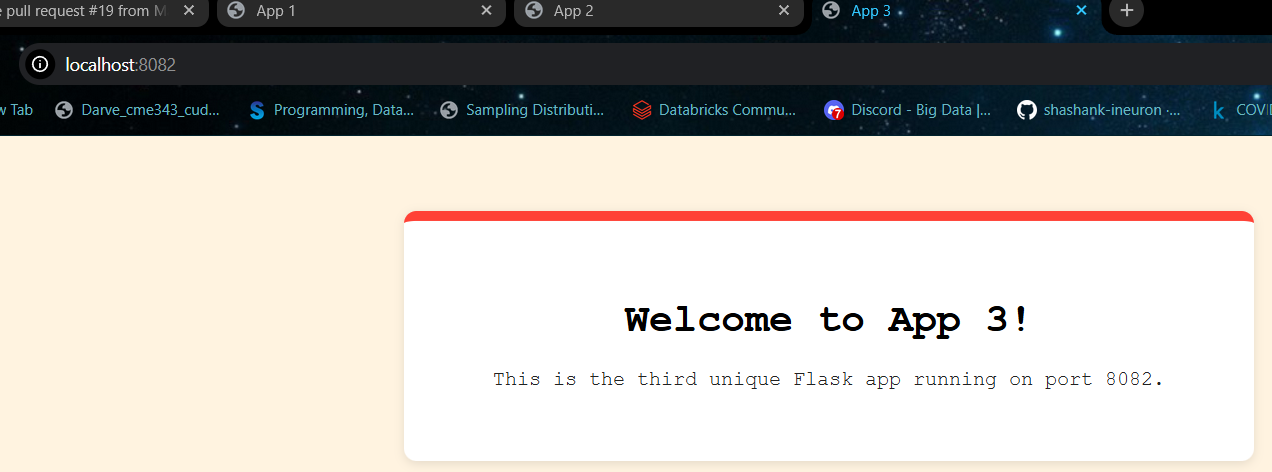 e pull request #19 from M
App 1
App 2
App 3
localhost:8082
w Tab
Darve_cme343_cud...
Programming, Data...
Sampling Distributi...
Databricks Commu...
7
Discord - Big Data |...
shashank-ineuron ·...
k
COVID
Welcome to App 3!
This is the third unique Flask app running on port 8082.